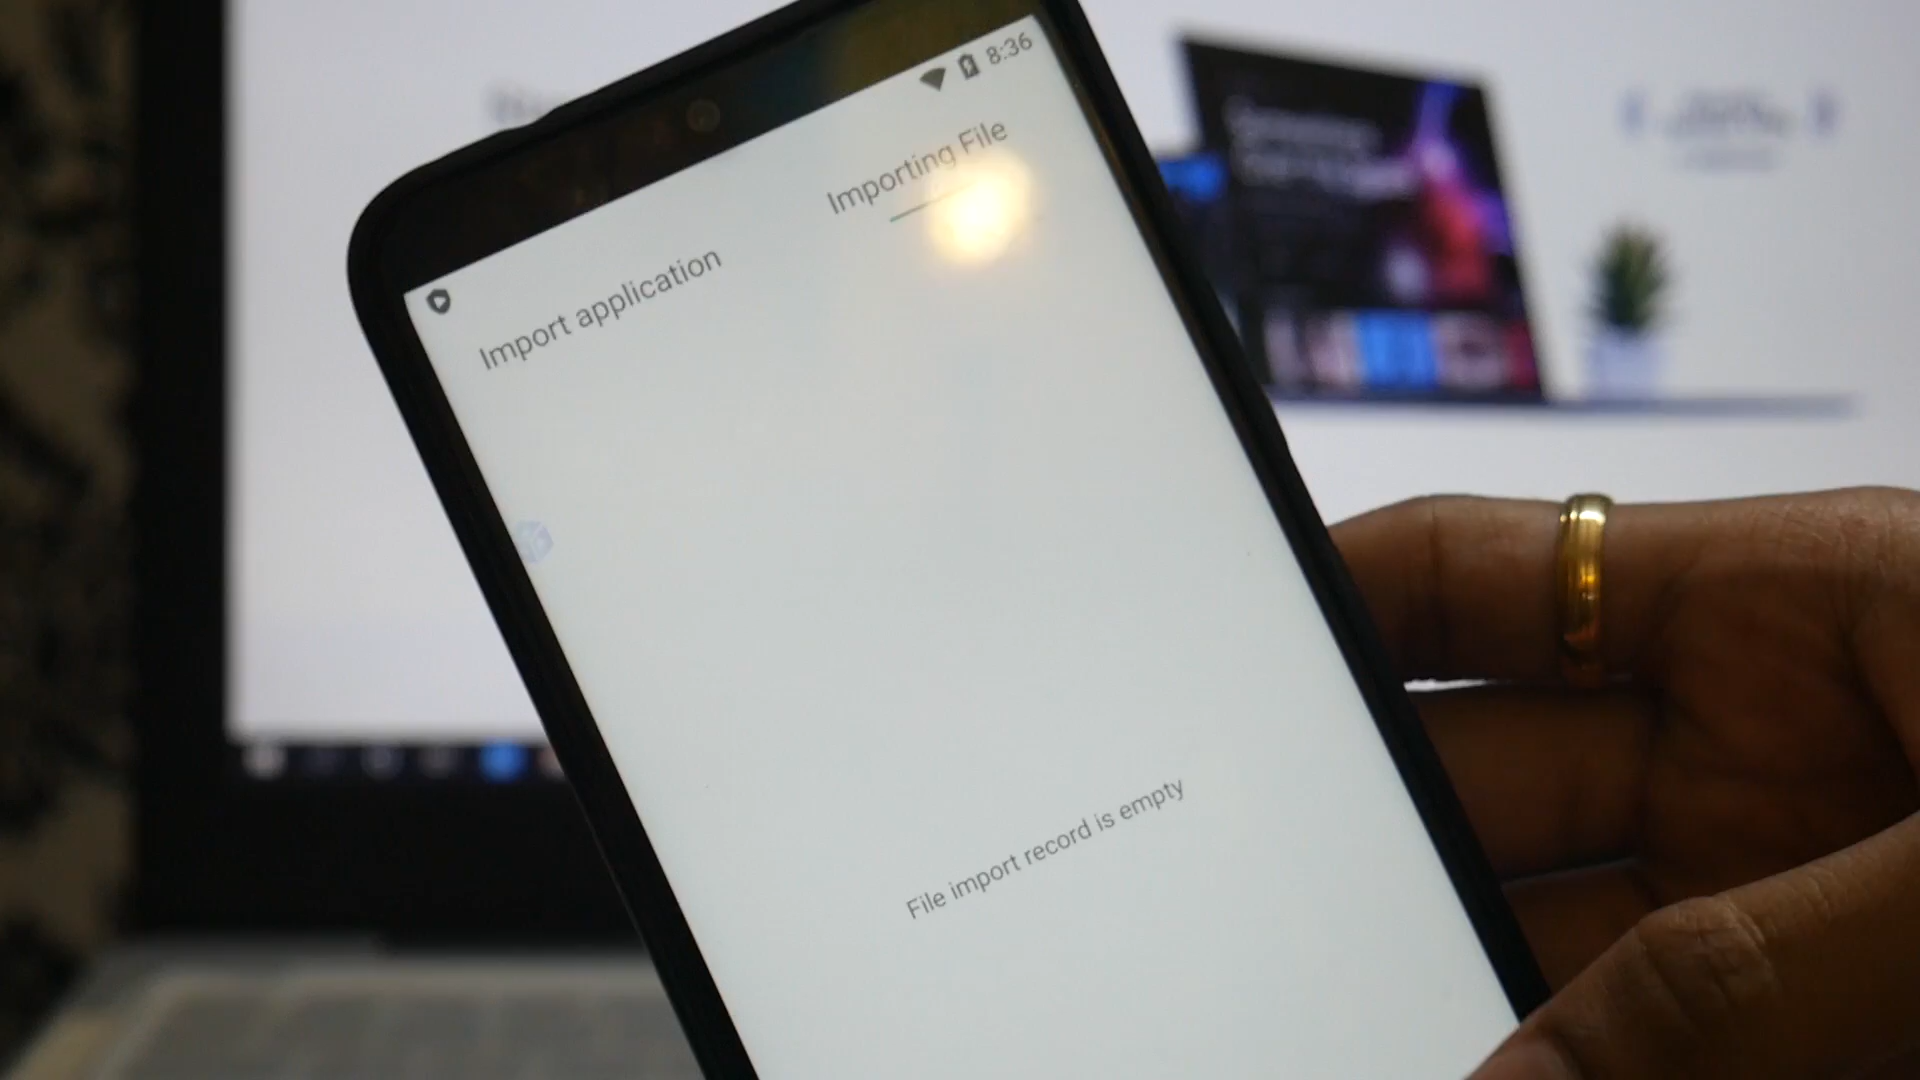 8:36
Import application
Importing File
File import record is empty